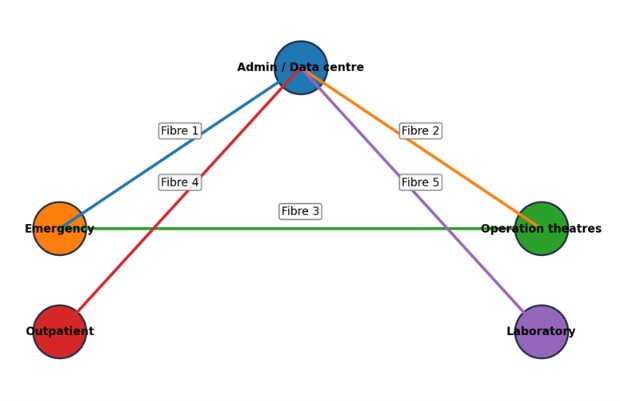 Admin / Data centre
Fibre 1
Fibre 2
Fibre 4
Fibre 5
Fibre 3
Emergency
Operation theatres
Outpatient
Laboratory